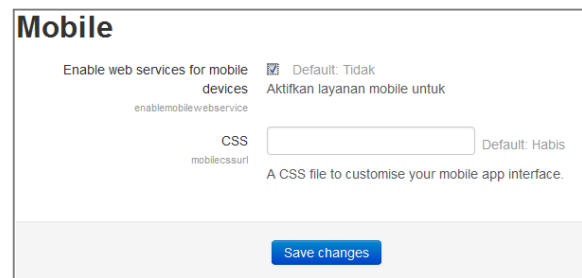 Mobile
Enable web services for mobile devices
enablemobilewebservice
Default: Tidak
Aktifkan layanan mobile untuk
CSS
mobilecssurl
Default: Habis
A CSS file to customise your mobile app interface.
Save changes